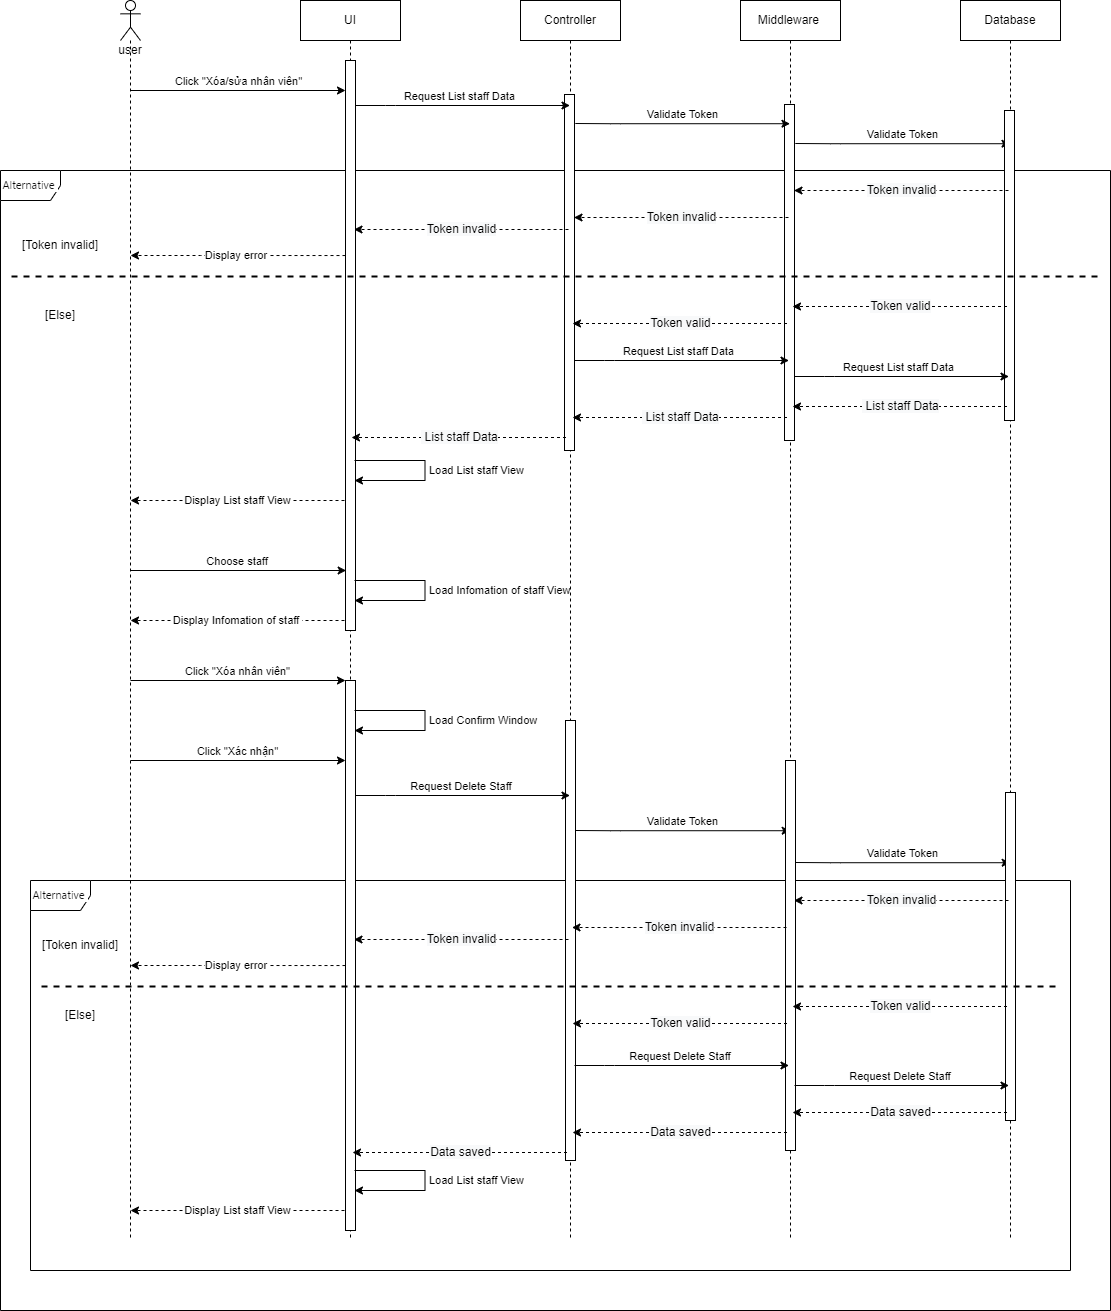 UI
Controller
Middleware
Database
user
Click "Xóa/sửa nhân viên"
Request List staff Data
Validate Token
Validate Token
Alternative
Token invalid
Token invalid
Token invalid
[Token invalid]
Display error
Token valid
[Else]
Token valid
Request List staff Data
Request List staff Data
List staff Data
List staff Data
List staff Data
Load List staff View
Display List staff View
Choose staff
Load Infomation of staff View
Display Infomation of staff
Click "Xóa nhân viên"
Load Confirm Window
Click "Xác nhận"
Request Delete Staff
Validate Token
Validate Token
Alternative
Token invalid
Token invalid
Token invalid
[Token invalid]
Display error
Token valid
[Else]
Token valid
Request Delete Staff
Request Delete Staff
Data saved
Data saved
Data saved
Load List staff View
Display List staff View